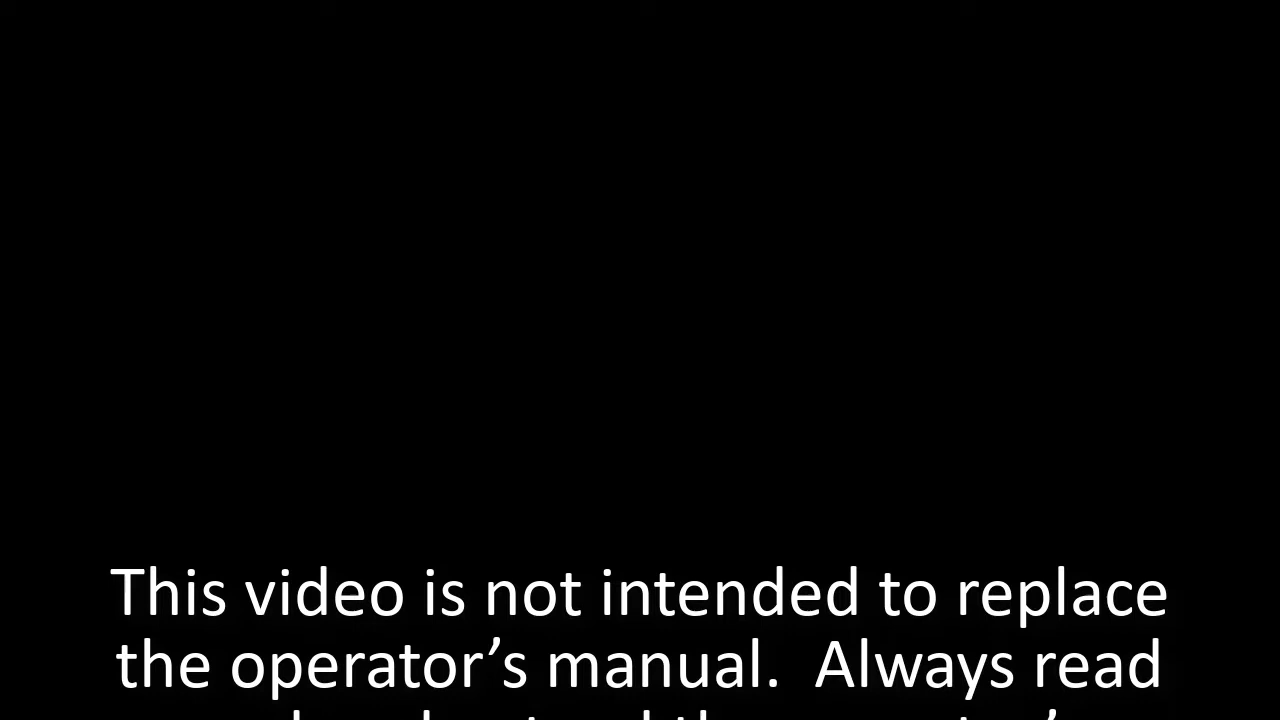 This video is not intended to replace
the operator’s manual.  Always read